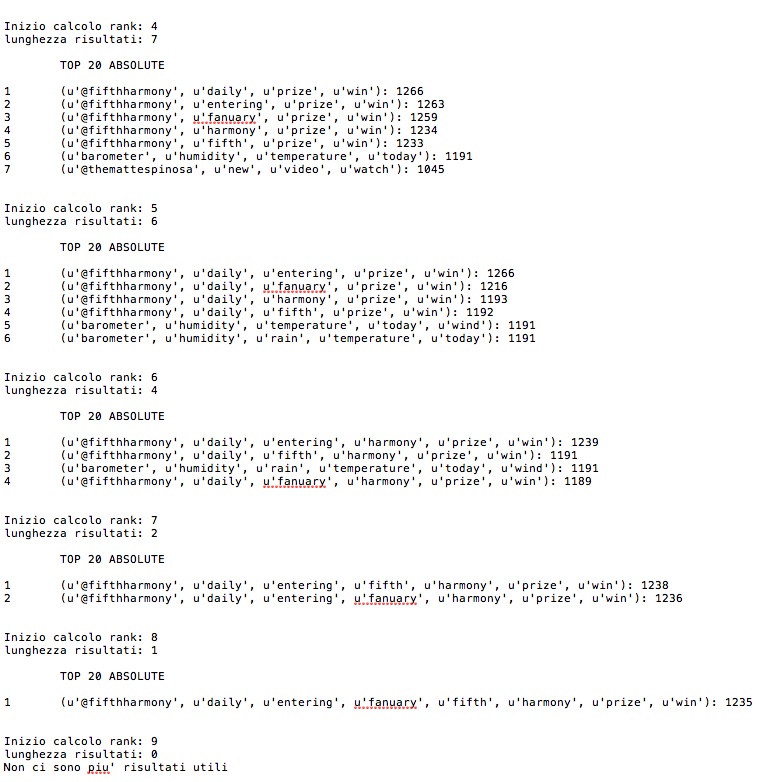 Inizio calcolo rank: 4
lunghezza risultati: 7
TOP 20 ABSOLUTE
1 (u'@fifthharmony', u'daily', u'prize', u'win'): 1266
2 (u'@fifthharmony', u'entering', u'prize', u'win'): 1263
3 (u'@fifthharmony', u'fanuary', u'prize', u'win'): 1259
4 (u'@fifthharmony', u'harmony', u'prize', u'win'): 1234
5 (u'@fifthharmony', u'fifth', u'prize', u'win'): 1233
6 (u'barometer', u'humidity', u'temperature', u'today'): 1191
7 (u'@themattespinosa', u'new', u'video', u'watch'): 1045
Inizio calcolo rank: 5
lunghezza risultati: 6
TOP 20 ABSOLUTE
1 (u'@fifthharmony', u'daily', u'entering', u'prize', u'win'): 1266
2 (u'@fifthharmony', u'daily', u'fanuary', u'prize', u'win'): 1216
3 (u'@fifthharmony', u'daily', u'harmony', u'prize', u'win'): 1193
4 (u'@fifthharmony', u'daily', u'fifth', u'prize', u'win'): 1192
5 (u'barometer', u'humidity', u'temperature', u'today', u'wind'): 1191
6 (u'barometer', u'humidity', u'rain', u'temperature', u'today'): 1191
Inizio calcolo rank: 6
lunghezza risultati: 4
TOP 20 ABSOLUTE
1 (u'@fifthharmony', u'daily', u'entering', u'harmony', u'prize', u'win'): 1239
2 (u'@fifthharmony', u'daily', u'fifth', u'harmony', u'prize', u'win'): 1191
3 (u'barometer', u'humidity', u'rain', u'temperature', u'today', u'wind'): 1191
4 (u'@fifthharmony', u'daily', u'fanuary', u'harmony', u'prize', u'win'): 1189
Inizio calcolo rank: 7
lunghezza risultati: 2
TOP 20 ABSOLUTE
1 (u'@fifthharmony', u'daily', u'entering', u'fifth', u'harmony', u'prize', u'win'): 1238
2 (u'@fifthharmony', u'daily', u'entering', u'fanuary', u'harmony', u'prize', u'win'): 1236
Inizio calcolo rank: 8
lunghezza risultati: 1
TOP 20 ABSOLUTE
1 (u'@fifthharmony', u'daily', u'entering', u'fanuary', u'fifth', u'harmony', u'prize', u'win'): 1235
Inizio calcolo rank: 9
lunghezza risultati: 0
Non ci sono piu' risultati utili